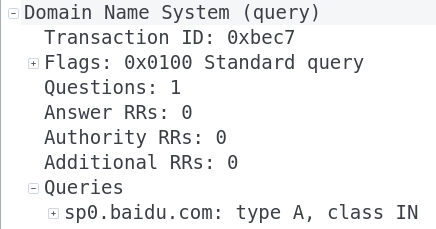 Domain Name System (query)
Transaction ID: 0xbec7
Flags: 0x0100 Standard query
Questions: 1
Answer RRs: 0
Authority RRs: 0
Additional RRs: 0
Queries
sp0.baidu.com: type A, class IN